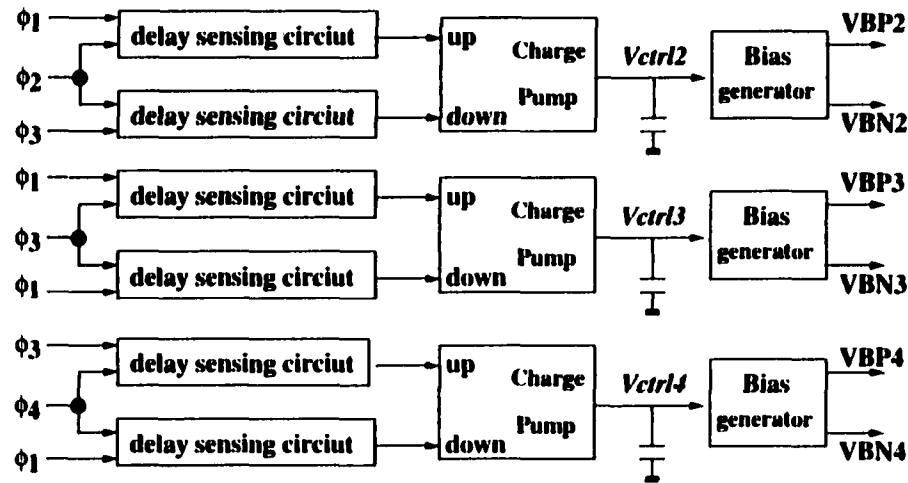 ϕ1
delay sensing circiut
up
Charge
Pump
Vctrl2
Bias
generator
VBP2
ϕ2
delay sensing circiut
down
VBN2
ϕ3
ϕ1
delay sensing circiut
up
Charge
Pump
Vctrl3
Bias
generator
VBP3
ϕ3
delay sensing circiut
down
VBN3
ϕ1
ϕ3
delay sensing circiut
up
Charge
Pump
Vctrl4
Bias
generator
VBP4
ϕ4
delay sensing circiut
down
VBN4
ϕ1